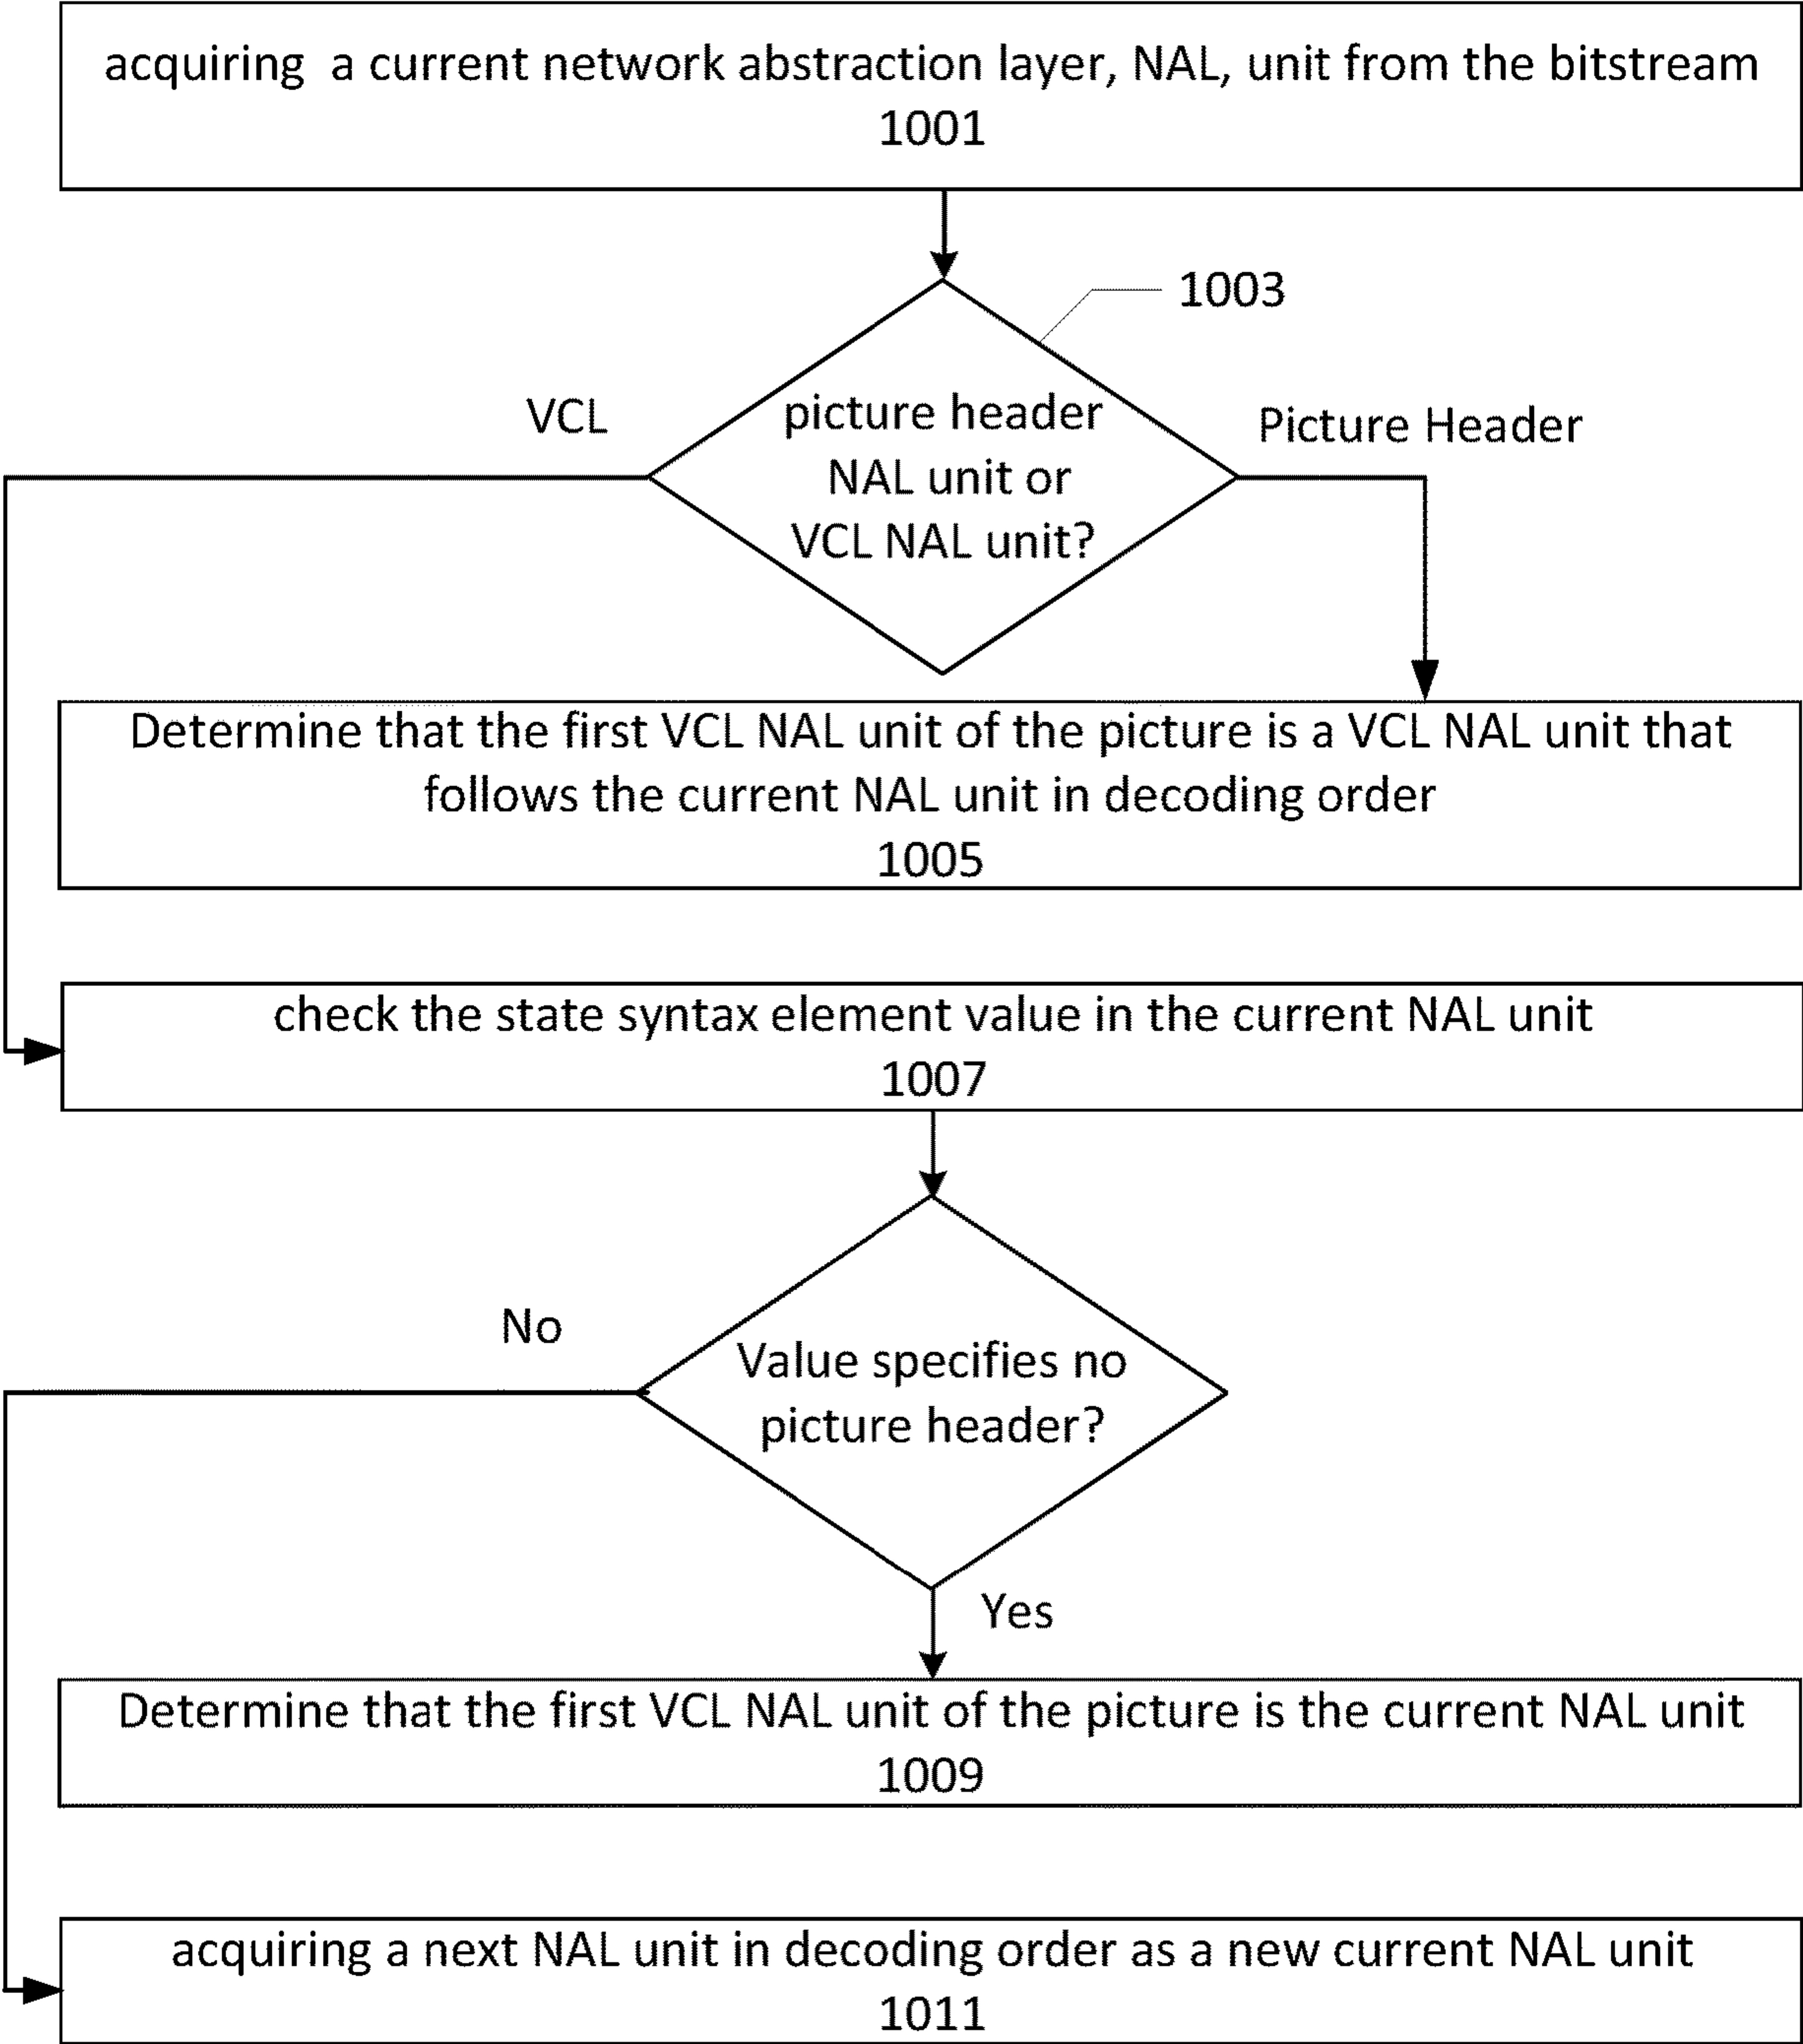 acquiring a current network abstraction layer, NAL, unit from the bitstream
1001
1003
VCL
picture header
NAL unit or
VCL NAL unit?
Picture Header
Determine that the first VCL NAL unit of the picture is a VCL NAL unit that
follows the current NAL unit in decoding order
1005
check the state syntax element value in the current NAL unit
1007
No
Value specifies no
picture header?
Yes
Determine that the first VCL NAL unit of the picture is the current NAL unit
1009
acquiring a next NAL unit in decoding order as a new current NAL unit
1011